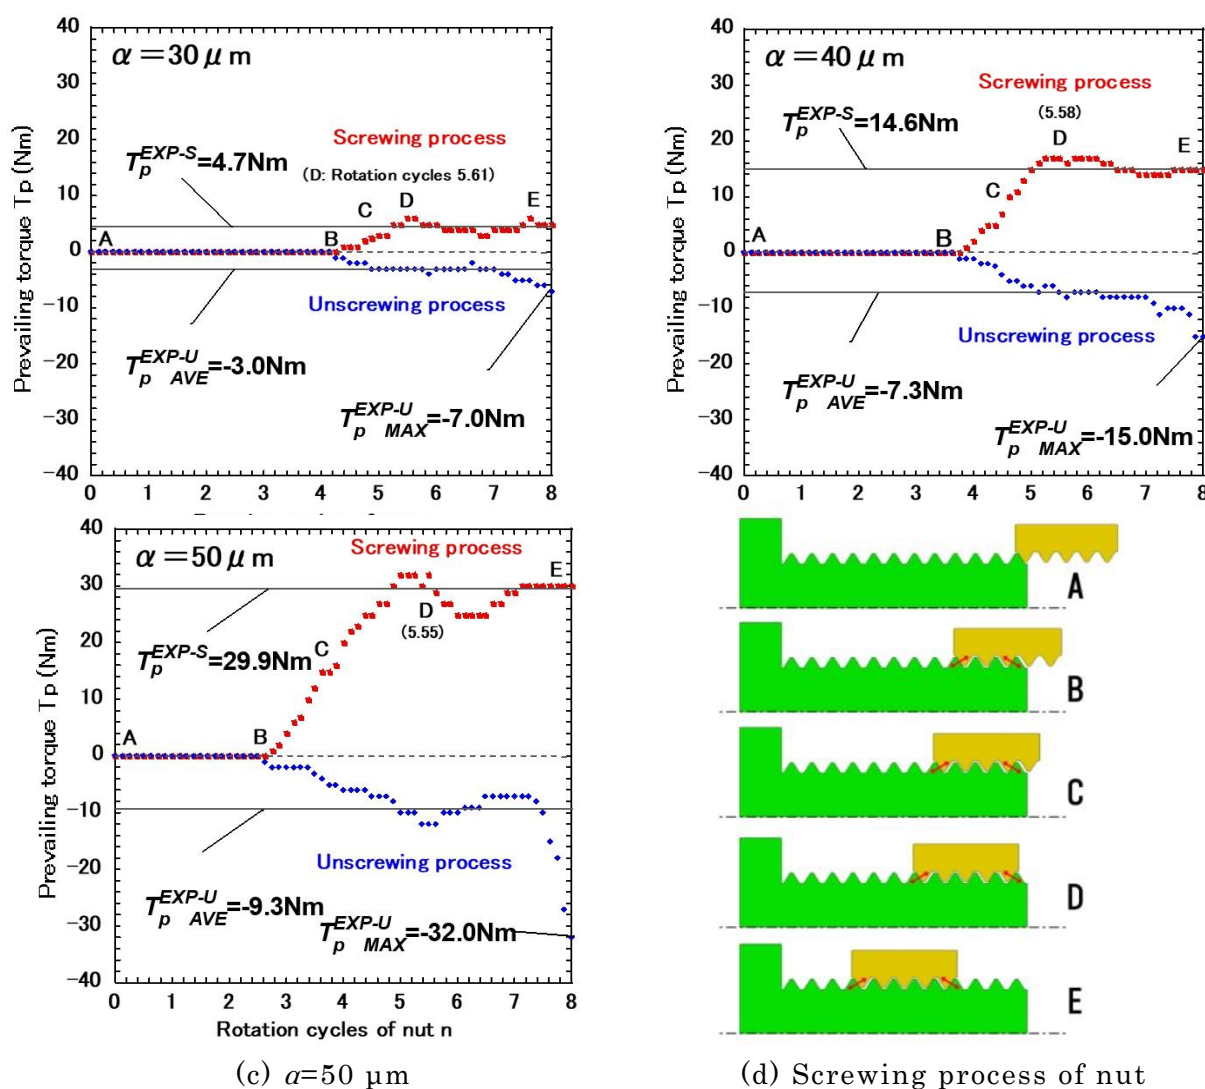 40
α＝30μm
30
20
Screwing process
T_p^EXP-S=4.7Nm
(D: Rotation cycles 5.61)
10
D
E
C
A
B
0
Prevailing torque Tp (Nm)
−10
Unscrewing process
T_p^EXP-U AVE=-3.0Nm
−20
−30
T_p^EXP-U MAX=-7.0Nm
−40
0 1 2 3 4 5 6 7 8
40
α＝40μm
30
Screwing process
(5.58)
T_p^EXP-S=14.6Nm
20
D
E
C
10
A
B
0
Prevailing torque Tp (Nm)
−10
Unscrewing process
−20
T_p^EXP-U AVE=-7.3Nm
−30
T_p^EXP-U MAX=-15.0Nm
−40
0 1 2 3 4 5 6 7 8
40
Screwing process
α＝50μm
E
30
D
(5.55)
20
C
T_p^EXP-S=29.9Nm
10
A
B
0
Prevailing torque Tp (Nm)
−10
Unscrewing process
−20
T_p^EXP-U AVE=-9.3Nm
T_p^EXP-U MAX=-32.0Nm
−30
−40
0 1 2 3 4 5 6 7 8
Rotation cycles of nut n
(c) α=50 μm
A
B
C
D
E
(d) Screwing process of nut